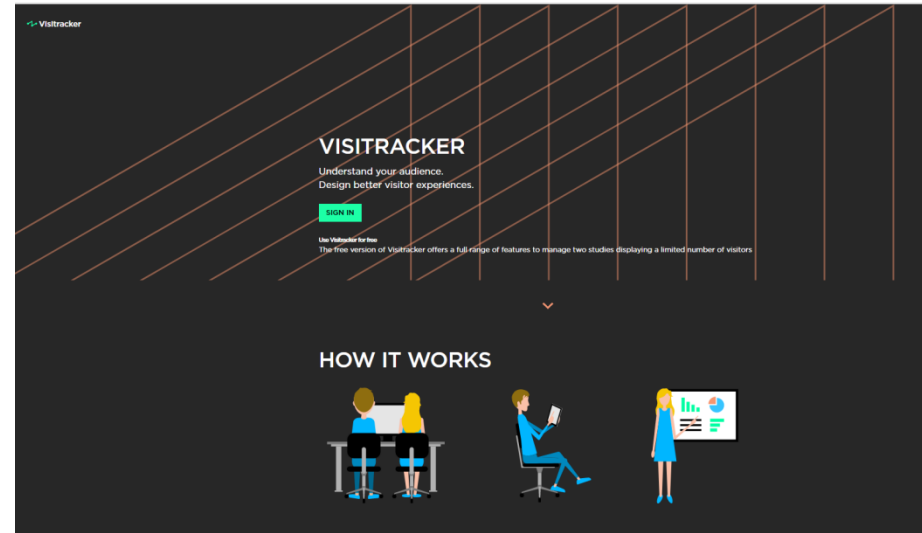 Visitracker
VISITRACKER
Understand your audience.
Design better visitor experiences.
SIGN IN
Use Visitracker for free
The free version of Visitracker offers a full range of features to manage two studies displaying a limited number of visitors
HOW IT WORKS